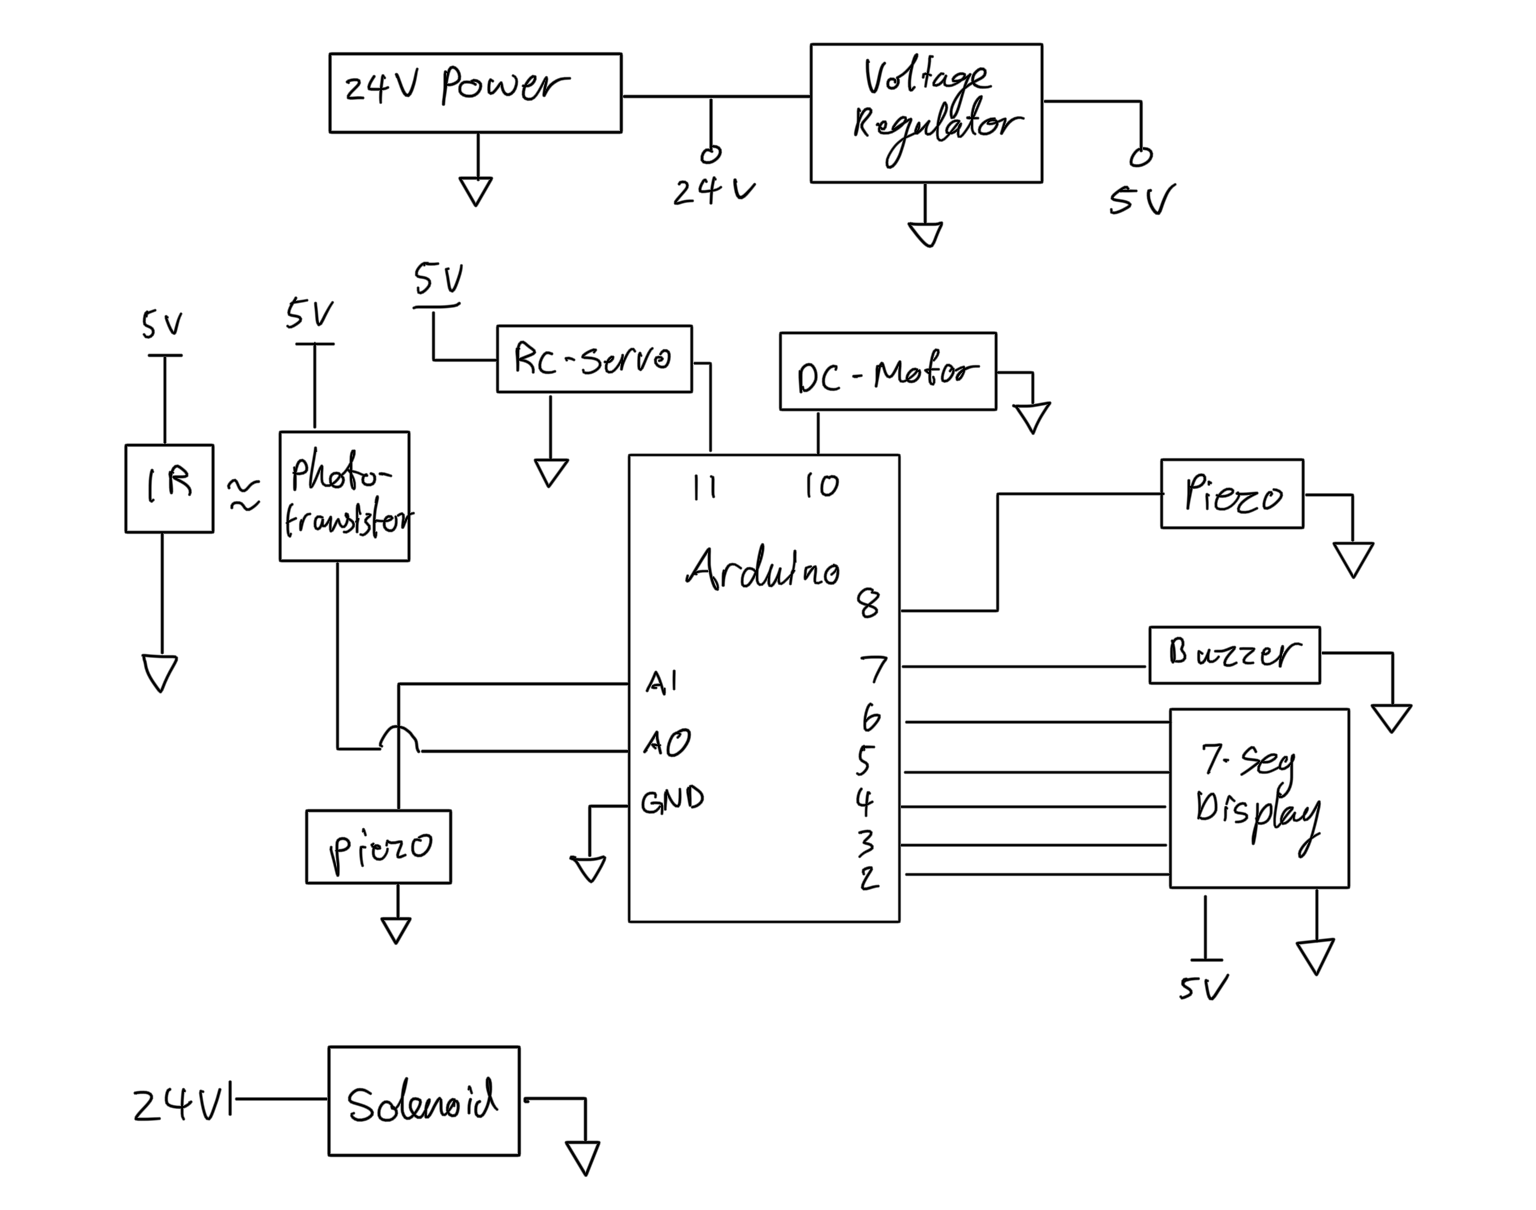 24V Power
Voltage
Regulator
24V
5V
5V
5V
5V
RC-Servo
DC-Motor
IR
Photo-
transistor
11
10
Piezo
Arduino
8
Buzzer
7
A1
6
A0
5
7-Seg
Display
GND
4
piezo
3
2
5V
24V
Solenoid